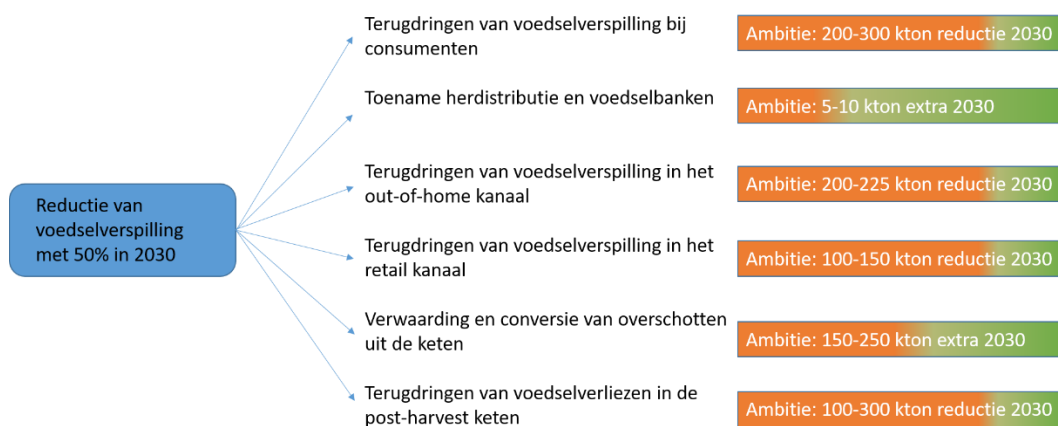 Terugdringen van voedselverspilling bij
consumenten
Ambitie: 200-300 kton reductie 2030
Toename herdistributie en voedselbanken
Ambitie: 5-10 kton extra 2030
Terugdringen van voedselverspilling in het
out-of-home kanaal
Ambitie: 200-225 kton reductie 2030
Reductie van
voedselverspilling
met 50% in 2030
Terugdringen van voedselverspilling in het
retail kanaal
Ambitie: 100-150 kton reductie 2030
Verwaarding en conversie van overschotten
uit de keten
Ambitie: 150-250 kton extra 2030
Terugdringen van voedselverliezen in de
post-harvest keten
Ambitie: 100-300 kton reductie 2030